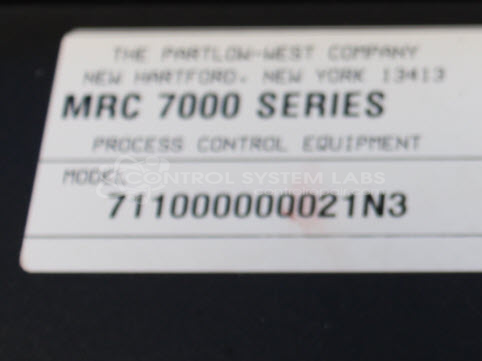 THE PARTLOW-WEST COMPANY
NEW HARTFORD, NEW YORK 13413
MRC 7000 SERIES
PROCESS CONTROL EQUIPMENT
MODEL
CONTROL SYSTEM LABS
711000000021N3